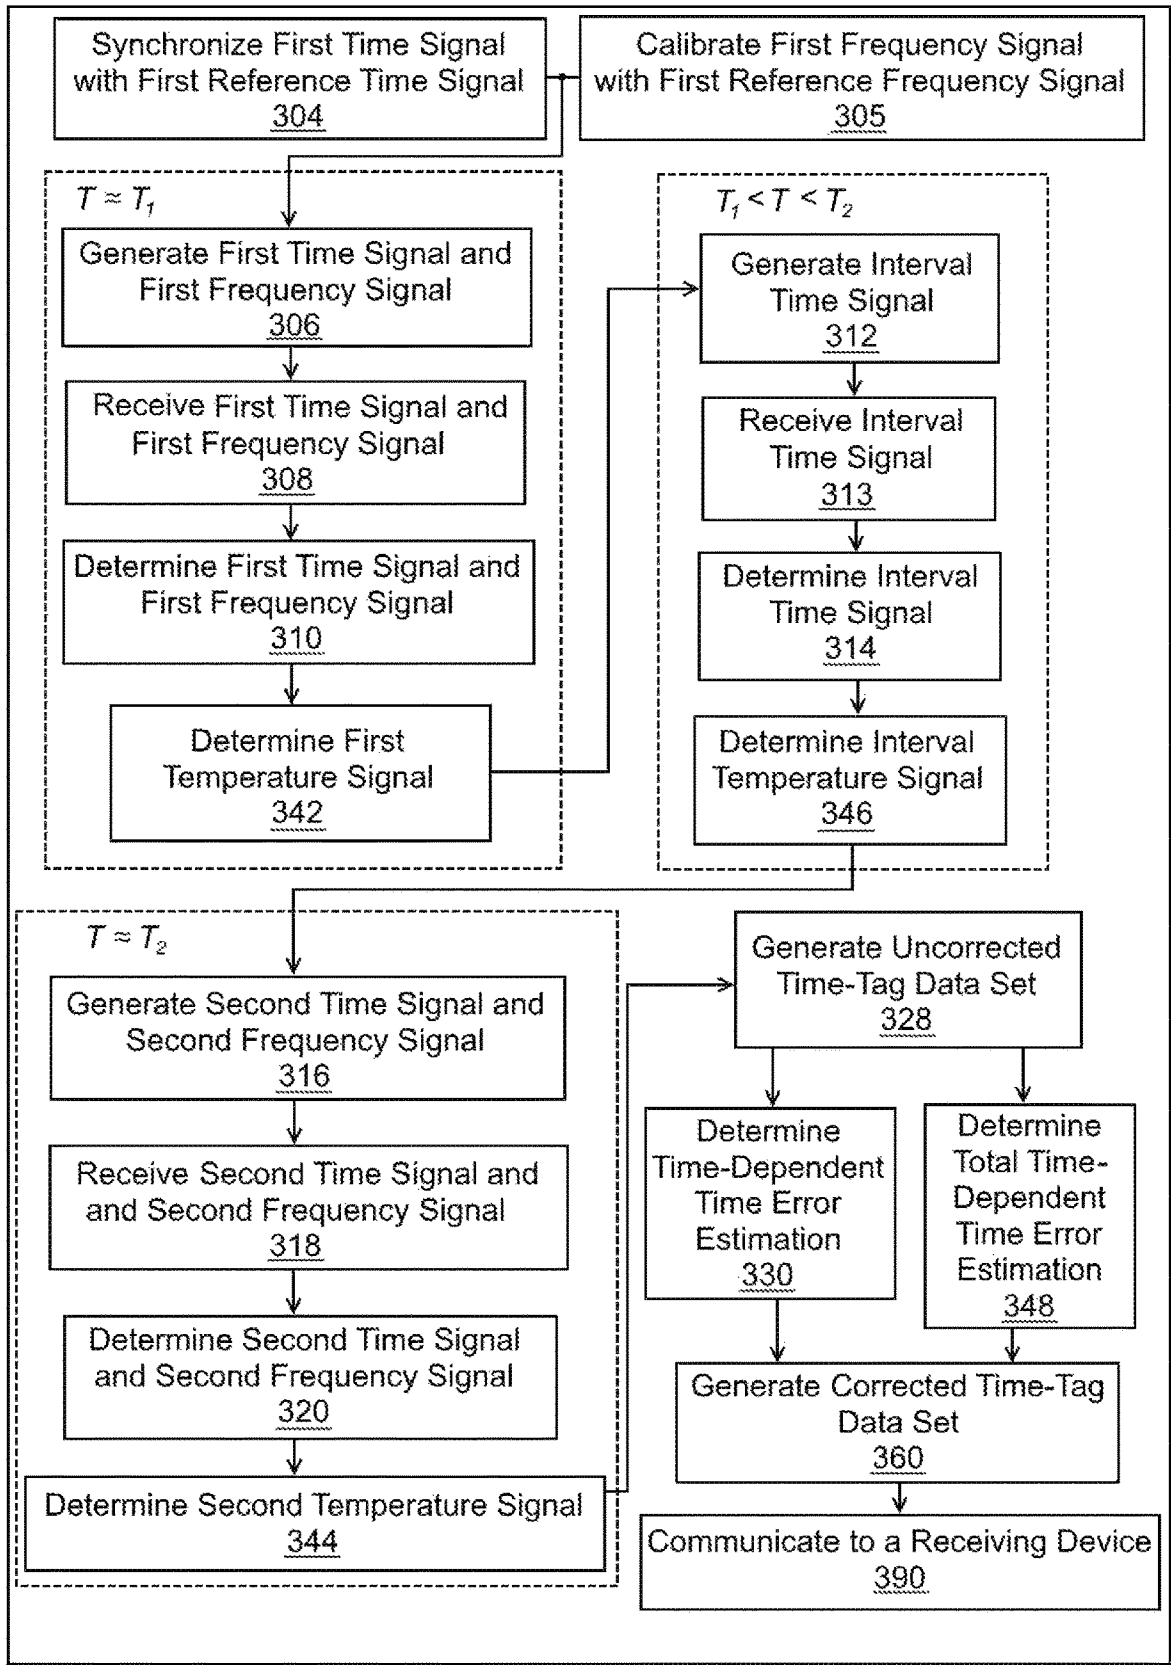 Synchronize First Time Signal
with First Reference Time Signal
304
Calibrate First Frequency Signal
with First Reference Frequency Signal
305
T ≈ T1
Generate First Time Signal and
First Frequency Signal
306
Receive First Time Signal and
First Frequency Signal
308
Determine First Time Signal and
First Frequency Signal
310
Determine First
Temperature Signal
342
T1 < T < T2
Generate Interval
Time Signal
312
Receive Interval
Time Signal
313
Determine Interval
Time Signal
314
Determine Interval
Temperature Signal
346
T ≈ T2
Generate Second Time Signal and
Second Frequency Signal
316
Receive Second Time Signal and
and Second Frequency Signal
318
Determine Second Time Signal
and Second Frequency Signal
320
Determine Second Temperature Signal
344
Generate Uncorrected
Time-Tag Data Set
328
Determine
Time-Dependent
Time Error
Estimation
330
Determine
Total Time-
Dependent
Time Error
Estimation
348
Generate Corrected Time-Tag
Data Set
360
Communicate to a Receiving Device
390